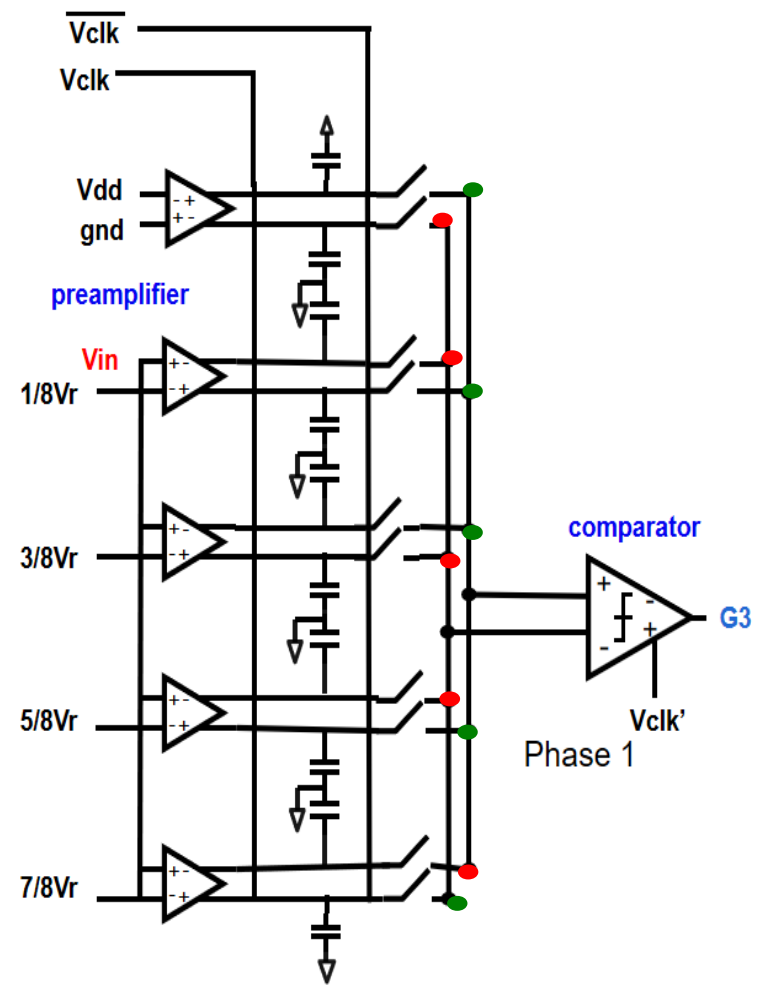 Vclk
Vclk
Vdd
- +
gnd
+ -
preamplifier
Vin
+ -
1/8Vr
- +
+ -
3/8Vr
- +
comparator
+
-
G3
+
-
+ -
5/8Vr
- +
Vclk’
Phase 1
+ -
7/8Vr
- +